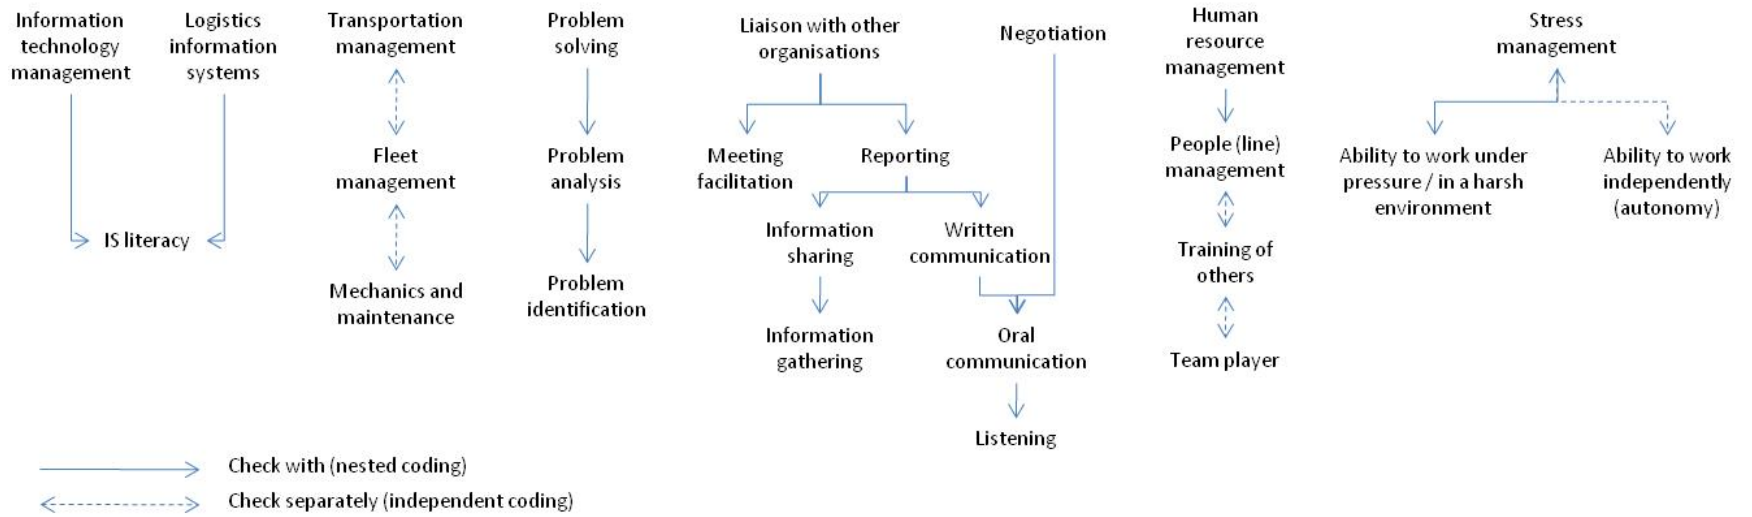 Information
technology
management
Logistics
information
systems
IS literacy
Transportation
management
Fleet
management
Mechanics and
maintenance
Problem
solving
Problem
analysis
Problem
identification
Liaison with other
organisations
Negotiation
Meeting
facilitation
Reporting
Information
sharing
Written
communication
Information
gathering
Oral
communication
Listening
Human
resource
management
People (line)
management
Training of
others
Team player
Stress
management
Ability to work under
pressure / in a harsh
environment
Ability to work
independently
(autonomy)
Check with (nested coding)
Check separately (independent coding)